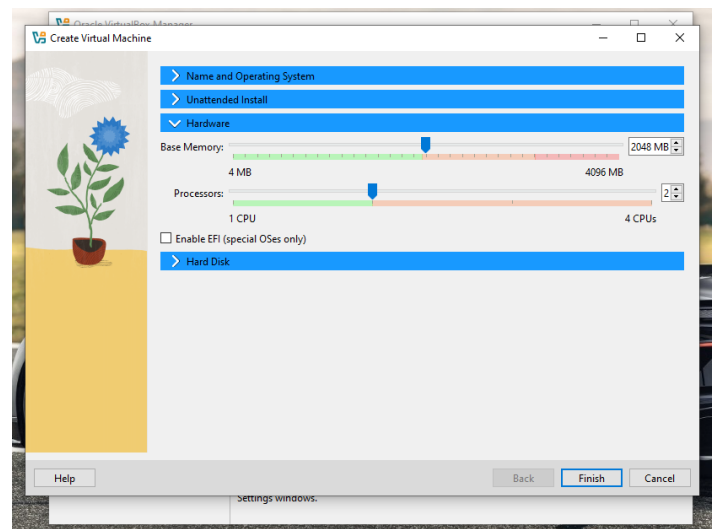 Oracle VirtualBox Manager
Create Virtual Machine
Name and Operating System
Unattended Install
Hardware
Base Memory:
2048 MB
4 MB
4096 MB
Processors:
2
1 CPU
4 CPUs
Enable EFI (special OSes only)
Hard Disk
Help
Back
Finish
Cancel
Settings windows.